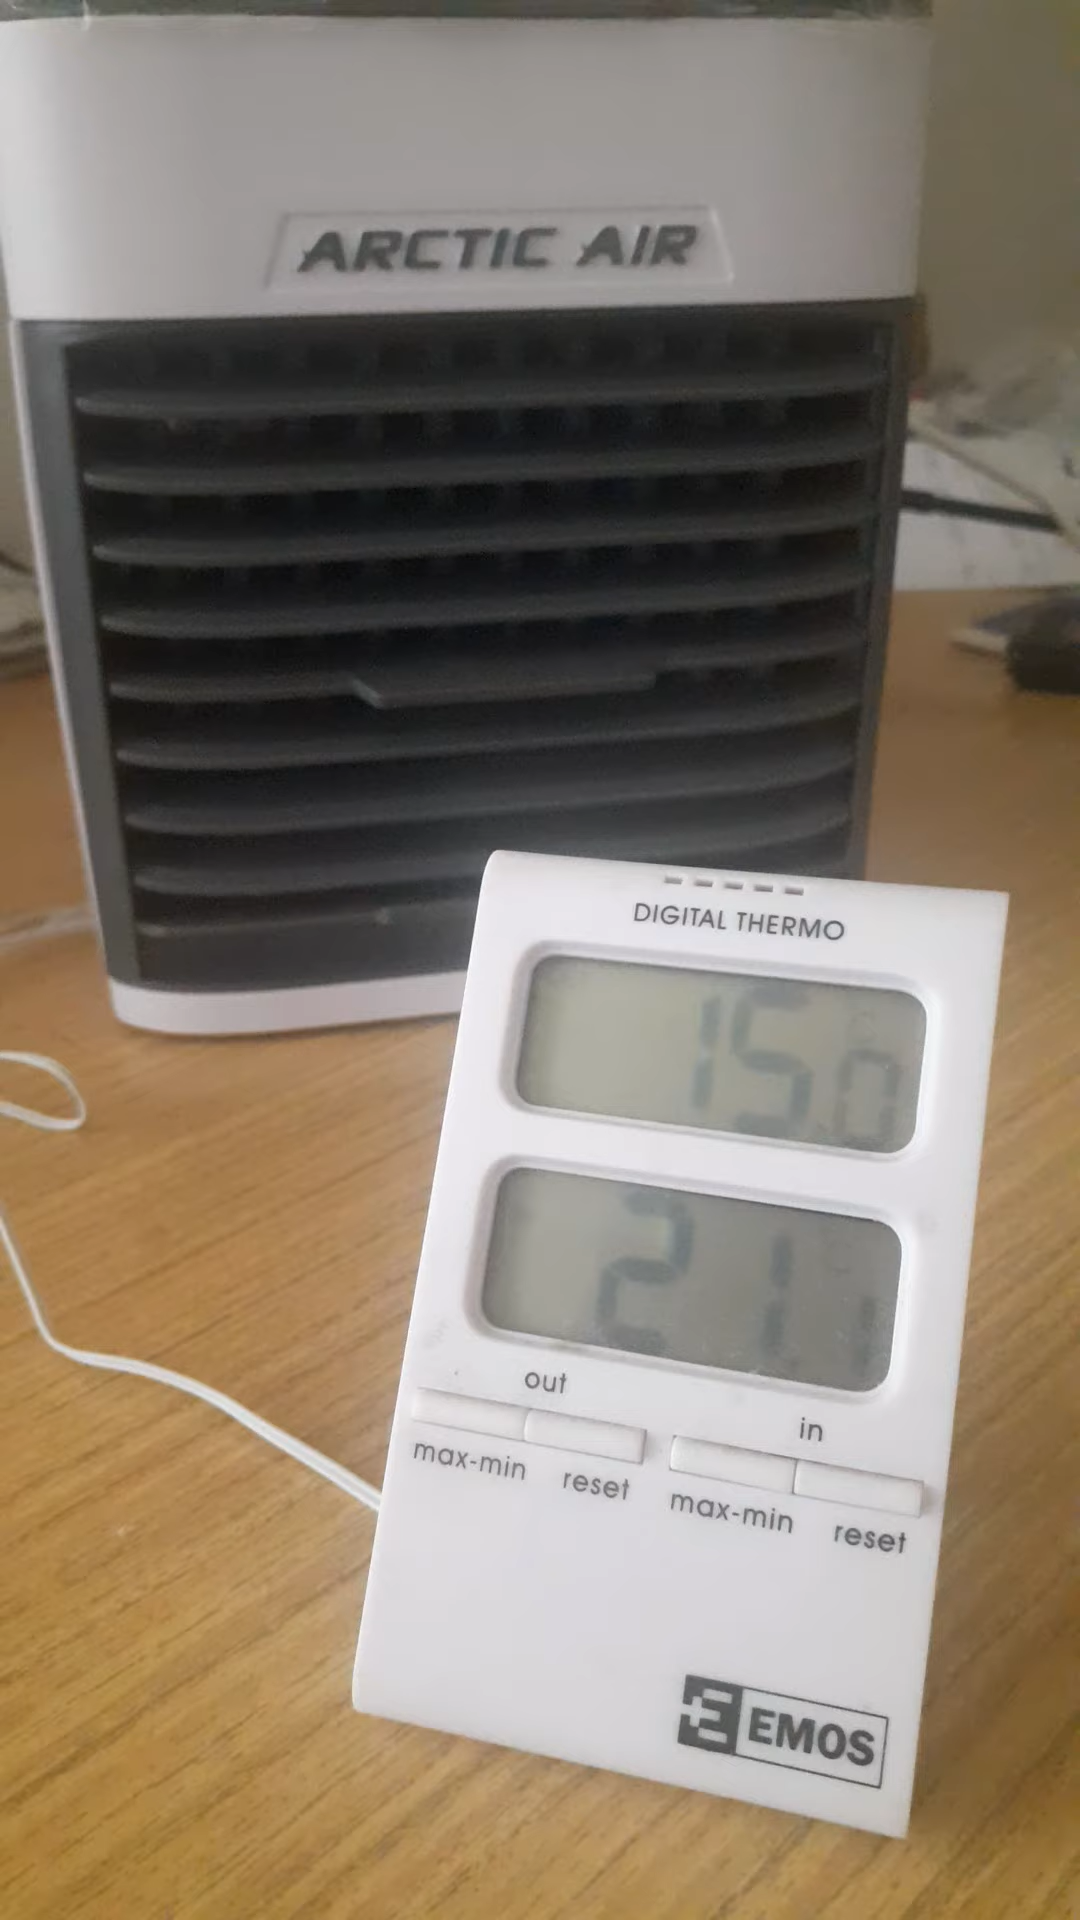 ARCTIC AIR
DIGITAL THERMO
15.0
21.1
out
in
max-min
reset
max-min
reset
EMOS